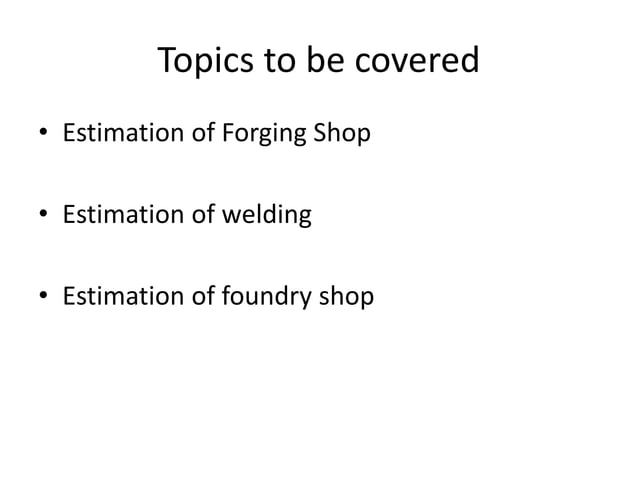 Topics to be covered
• Estimation of Forging Shop
• Estimation of welding
• Estimation of foundry shop